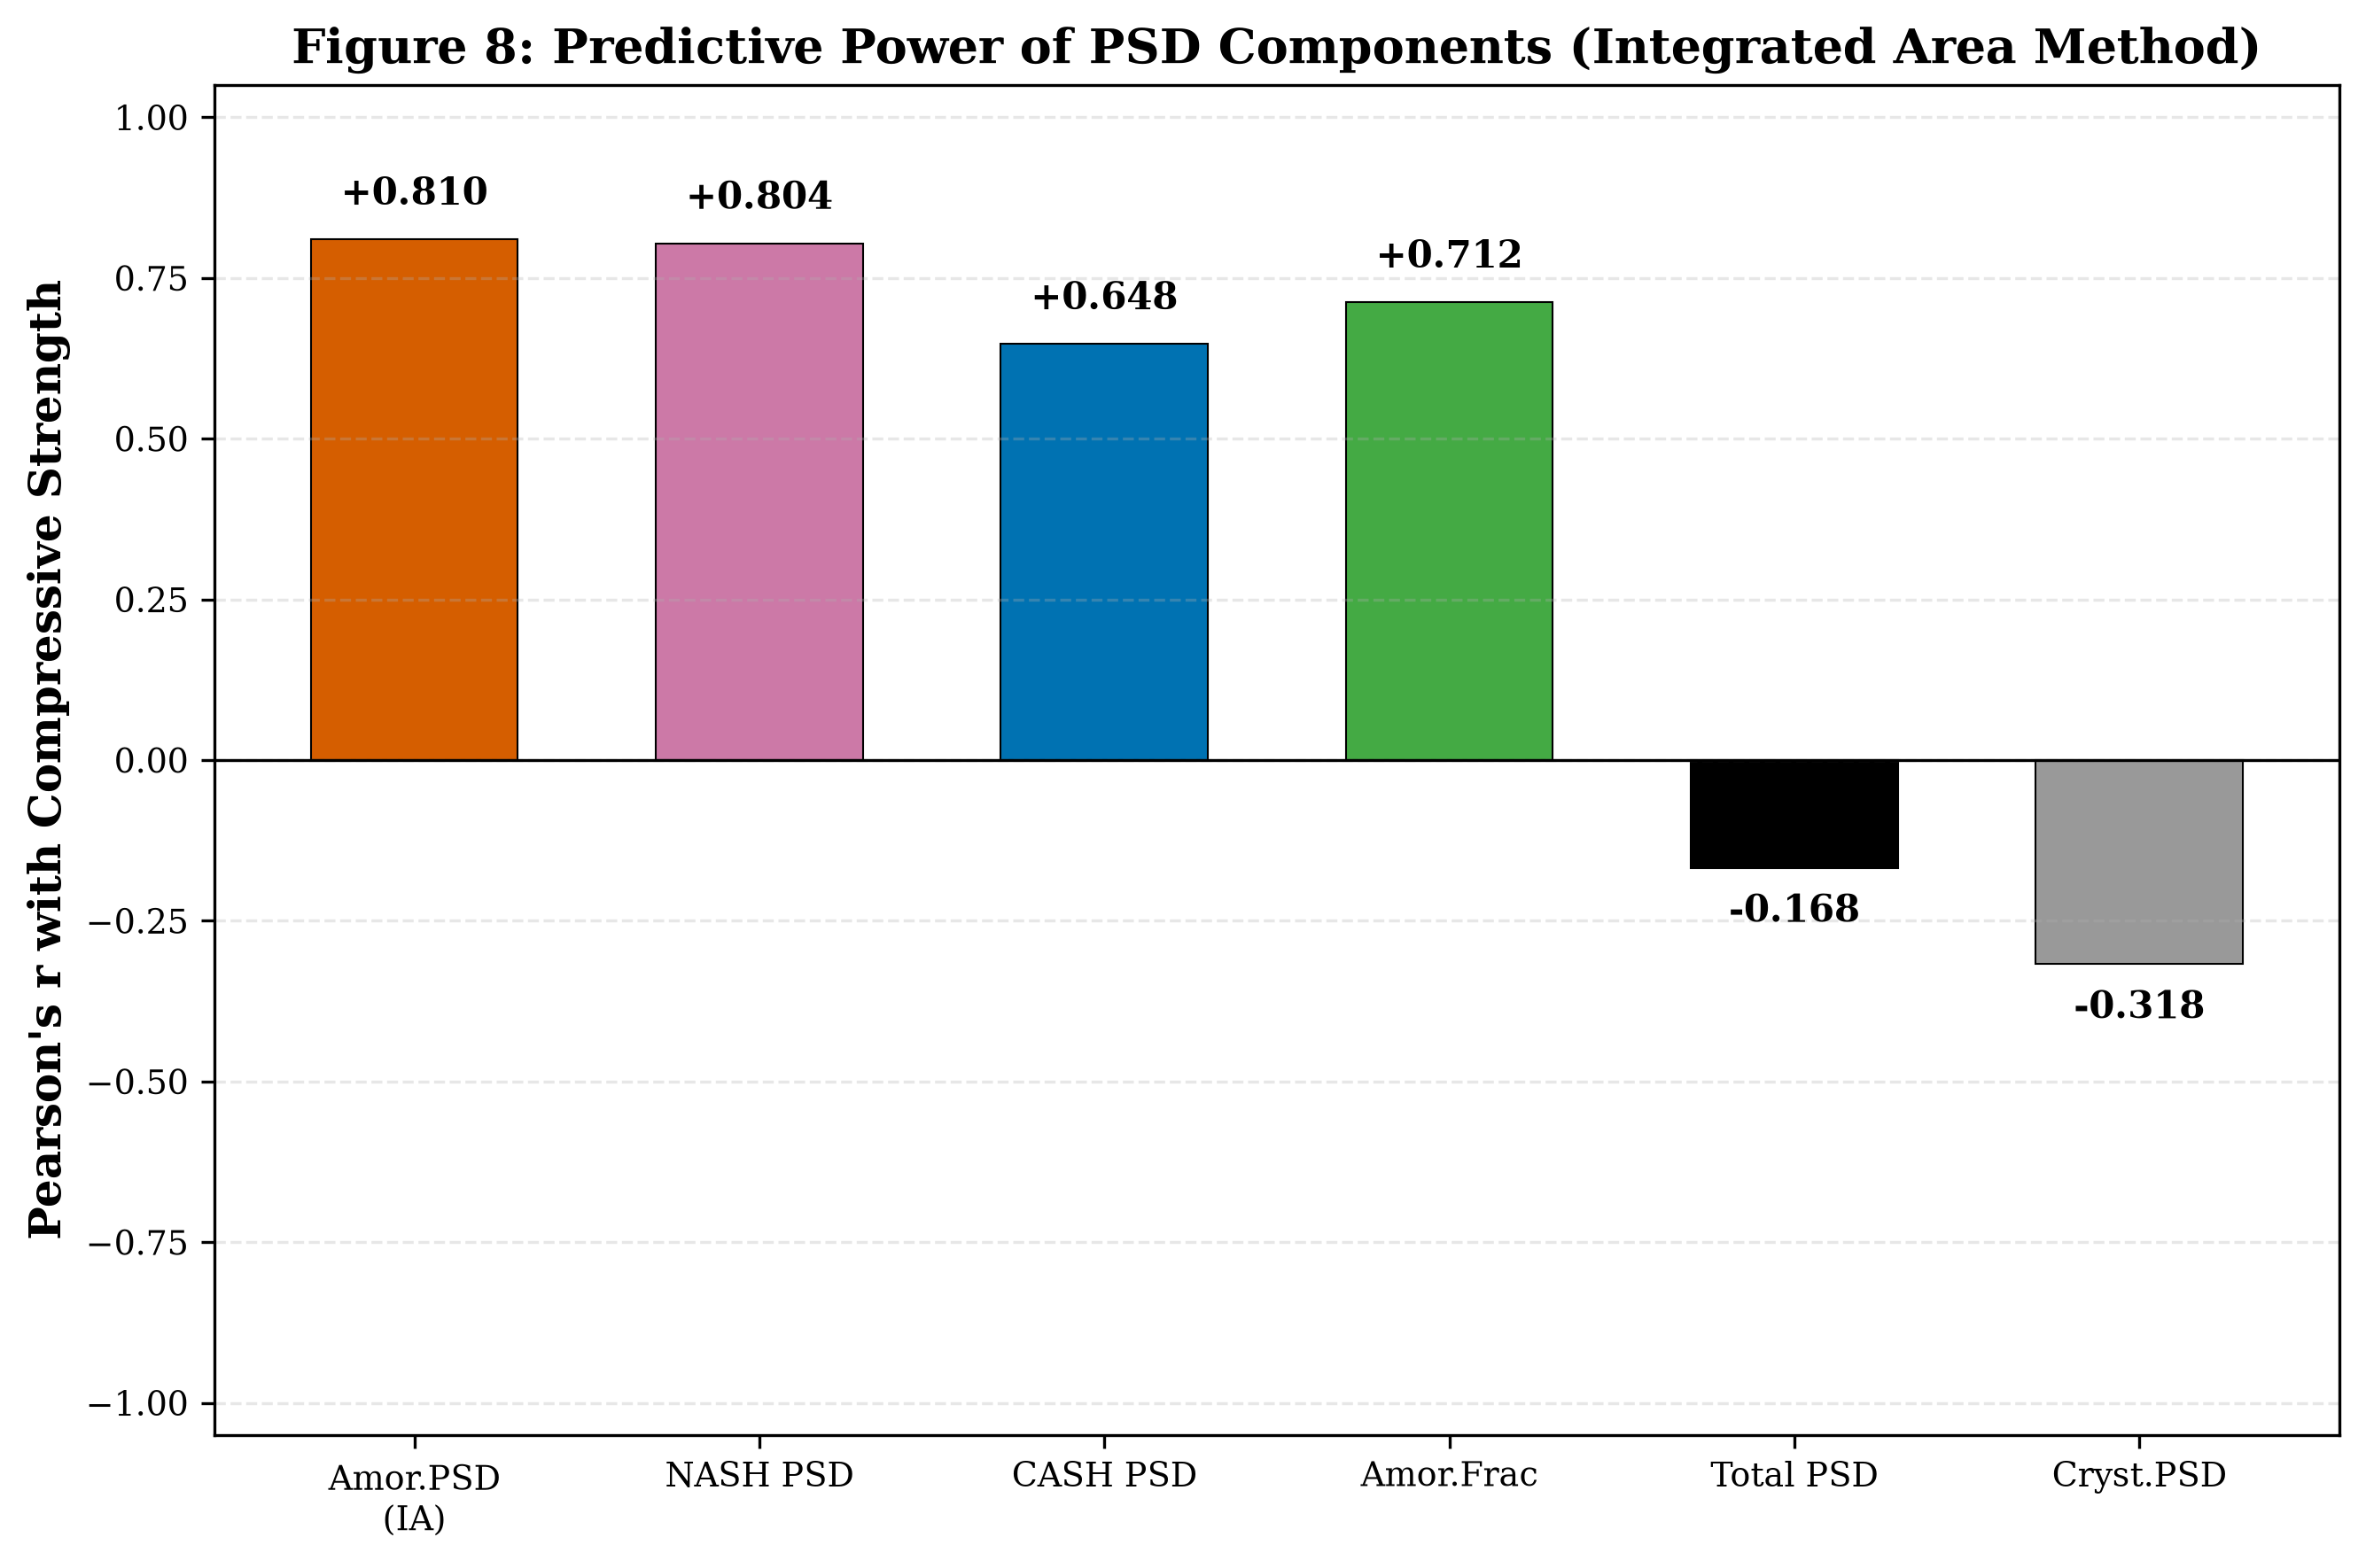 Figure 8: Predictive Power of PSD Components (Integrated Area Method)
Pearson's r with Compressive Strength
1.00
0.75
0.50
0.25
0.00
−0.25
−0.50
−0.75
−1.00
+0.810
+0.804
+0.648
+0.712
-0.168
-0.318
Amor.PSD
(IA)
NASH PSD
CASH PSD
Amor.Frac
Total PSD
Cryst.PSD